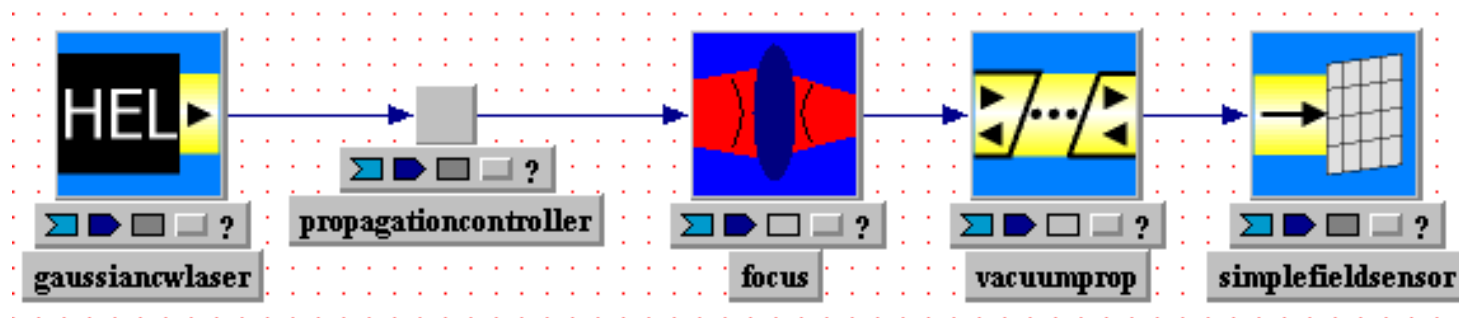 HEL
? ? ? ? ?
propagationcontroller
gaussiancwlaser focus vacuumprop simplefieldsensor